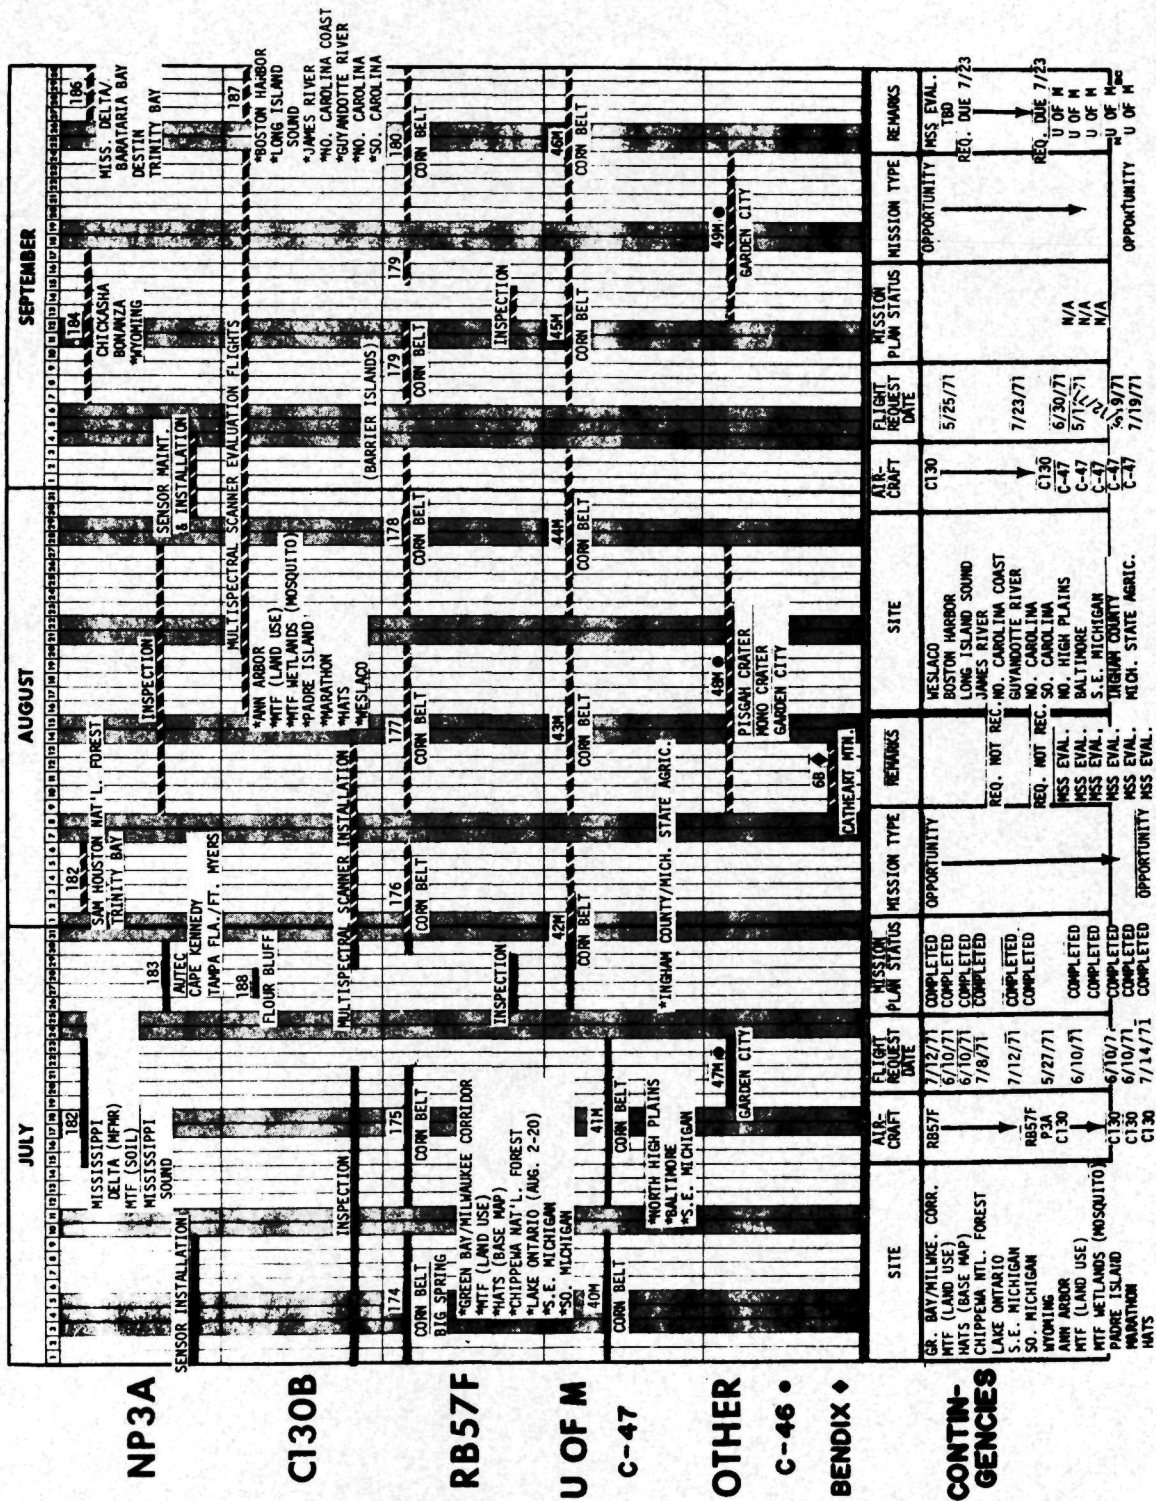 JULY
AUGUST
SEPTEMBER
NP3A
182
MISSISSIPPI
DELTA (MFMR)
MTF (SOIL)
MISSISSIPPI
SOUND
SENSOR INSTALLATION
183
AUTEC
CAPE KENNEDY
TAMPA FLA./FT. MYERS
182
SAM HOUSTON NAT'L. FOREST
TRINITY BAY
INSPECTION
SENSOR MAINT.
& INSTALLATION
184
CHICKASHA
BONANZA
*WYOMING
186
MISS. DELTA/
BARATARIA BAY
DESTIN
TRINITY BAY
C130B
INSPECTION
188
FLOUR BLUFF
MULTISPECTRAL SCANNER INSTALLATION
MULTISPECTRAL SCANNER EVALUATION FLIGHTS
*ANN ARBOR
*MTF (LAND USE)
*MTF WETLANDS (MOSQUITO)
*PADRE ISLAND
*MARATHON
*HATS
*WESLACO
187
*BOSTON HARBOR
*LONG ISLAND
SOUND
*JAMES RIVER
*NO. CAROLINA COAST
*GUYANDOTTE RIVER
*NO. CAROLINA
*SO. CAROLINA
RB57F
174
CORN BELT
BIG SPRING
175
CORN BELT
*GREEN BAY/MILWAUKEE CORRIDOR
*MTF (LAND USE)
*HATS (BASE MAP)
*CHIPPEWA NAT'L. FOREST
*LAKE ONTARIO (AUG. 2-20)
*S.E. MICHIGAN
*SO. MICHIGAN
INSPECTION
176
CORN BELT
177
CORN BELT
178
CORN BELT
(BARRIER ISLANDS)
179
CORN BELT
179
INSPECTION
180
CORN BELT
U OF M
C-47
40M
CORN BELT
41M
CORN BELT
*NORTH HIGH PLAINS
*BALTIMORE
*S.E. MICHIGAN
42M
CORN BELT
*INGHAM COUNTY/MICH. STATE AGRIC.
43M
CORN BELT
44M
CORN BELT
45M
CORN BELT
46M
CORN BELT
OTHER
C-46 ●
BENDIX ◆
47M ●
GARDEN CITY
48M ●
PISGAH CRATER
MONO CRATER
GARDEN CITY
6B ◆
CATHEART MTN.
49M ●
GARDEN CITY
CONTIN-
GENCIES
SITE
AIR-
CRAFT
FLIGHT
REQUEST
DATE
MISSION
PLAN STATUS
MISSION TYPE
REMARKS
GR. BAY/MILWKE. CORR. RB57F 7/12/71 COMPLETED OPPORTUNITY
MTF (LAND USE) 6/10/71 COMPLETED
HATS (BASE MAP) 6/10/71 COMPLETED
CHIPPEWA NTL. FOREST 7/8/71 COMPLETED
LAKE ONTARIO
S.E. MICHIGAN 7/12/71 COMPLETED REQ. NOT REC.
SO. MICHIGAN RB57F COMPLETED
WYOMING P3A 5/27/71 REQ. NOT REC.
ANN ARBOR C130 MSS EVAL.
MTF (LAND USE) 6/10/71 COMPLETED MSS EVAL.
MTF WETLANDS (MOSQUITO) COMPLETED MSS EVAL.
PADRE ISLAND C130 COMPLETED MSS EVAL.
MARATHON C130 6/10/71 COMPLETED MSS EVAL.
HATS C130 7/14/71 COMPLETED OPPORTUNITY MSS EVAL.
SITE
AIR-
CRAFT
FLIGHT
REQUEST
DATE
MISSION
PLAN STATUS
MISSION TYPE
REMARKS
WESLACO C130 5/25/71 OPPORTUNITY MSS EVAL.
BOSTON HARBOR TBD
LONG ISLAND SOUND REQ. DUE 7/23
JAMES RIVER
NO. CAROLINA COAST
GUYANDOTTE RIVER 7/23/71
NO. CAROLINA
SO. CAROLINA C130 REQ. DUE 7/23
NO. HIGH PLAINS C-47 6/30/71 N/A U OF M
BALTIMORE C-47 N/A U OF M
S.E. MICHIGAN C-47 N/A U OF M
INGHAM COUNTY C-47 U OF M
MICH. STATE AGRIC. C-47 7/19/71 OPPORTUNITY U OF M